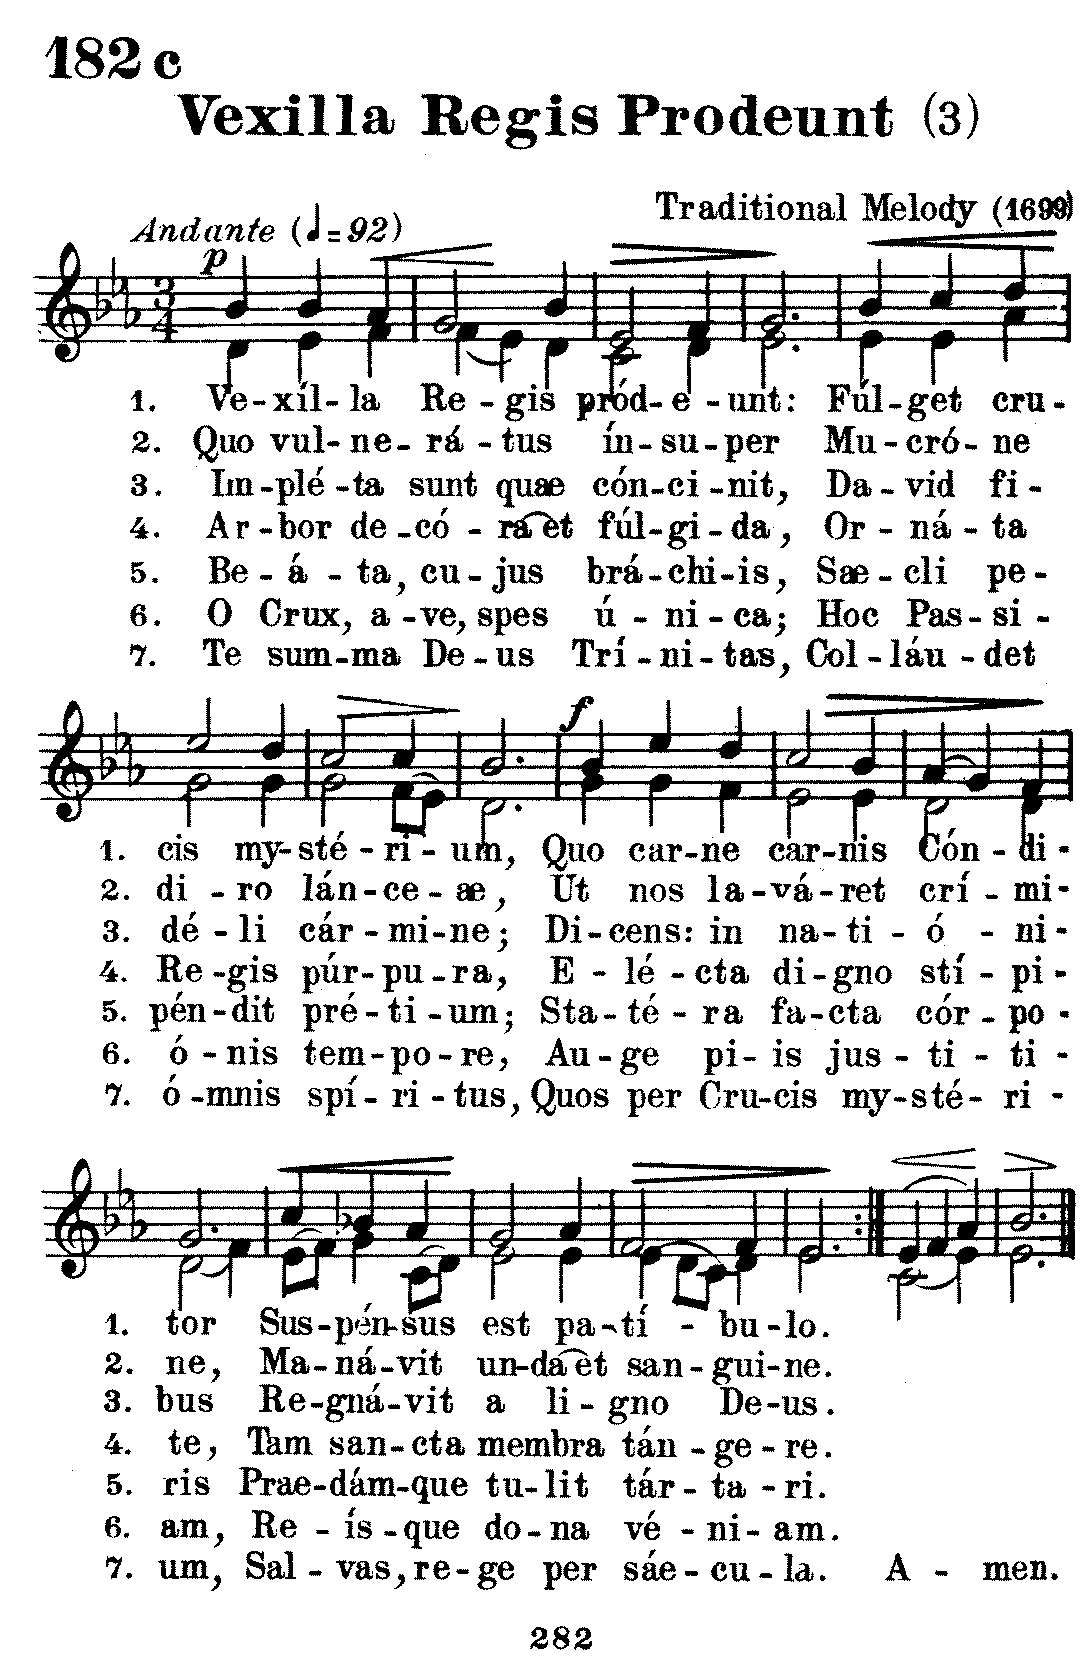 182 c
Vexilla Regis Prodeunt (3)
Traditional Melody (1699)
Andante (♩=92)
p
1. Ve-xíl-la Re-gis pród-e-unt: Fúl-get cru-
2. Quo vul-ne-rá-tus ín-su-per Mu-cró-ne
3. Im-plé-ta sunt quæ cón-ci-nit, Da-vid fi-
4. Ar-bor de-có-ra et fúl-gi-da, Or-ná-ta
5. Be-á-ta, cu-jus brá-chi-is, Sæ-cli pe-
6. O Crux, a-ve, spes ú-ni-ca; Hoc Pas-si-
7. Te sum-ma De-us Trí-ni-tas, Col-láu-det
f
1. cis my-sté-ri-um, Quo car-ne car-nis Cón-di-
2. di-ro lán-ce-æ, Ut nos la-vá-ret crí-mi-
3. dé-li cár-mi-ne; Di-cens: in na-ti-ó-ni-
4. Re-gis púr-pu-ra, E-lé-cta di-gno stí-pi-
5. pén-dit pré-ti-um; Sta-té-ra fa-cta cór-po-
6. ó-nis tem-po-re, Au-ge pi-is jus-ti-ti-
7. ó-mnis spí-ri-tus, Quos per Cru-cis my-sté-ri-
1. tor Sus-pén-sus est pa-tí-bu-lo.
2. ne, Ma-ná-vit un-da et san-gui-ne.
3. bus Re-gná-vit a li-gno De-us.
4. te, Tam san-cta membra tán-ge-re.
5. ris Prae-dám-que tu-lit tár-ta-ri.
6. am, Re-ís-que do-na vé-ni-am.
7. um, Sal-vas, re-ge per sáe-cu-la. A-men.
282